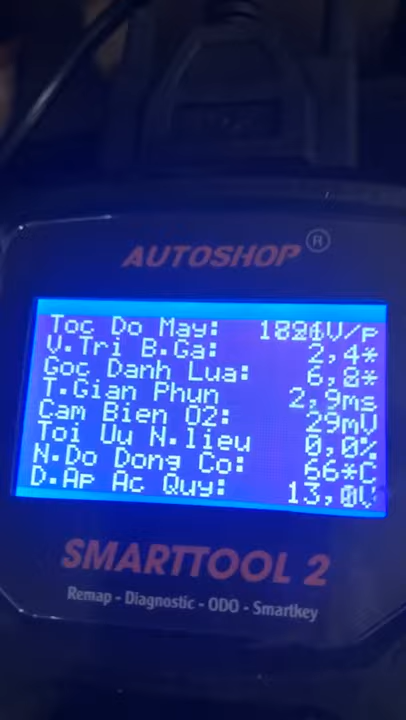 AUTOSHOP ®
Toc Do May: V/p
V.Tri B.Ga: 2,4*
Goc Danh Lua: 6,8*
T.Gian Phun 2,9ms
Cam Bien O2: 29mV
Toi Uu N.lieu 0,0%
N.Do Dong Co: 66*C
D.Ap Ac Quy: 13,0V
SMARTTOOL 2
Remap - Diagnostic - ODO - Smartkey